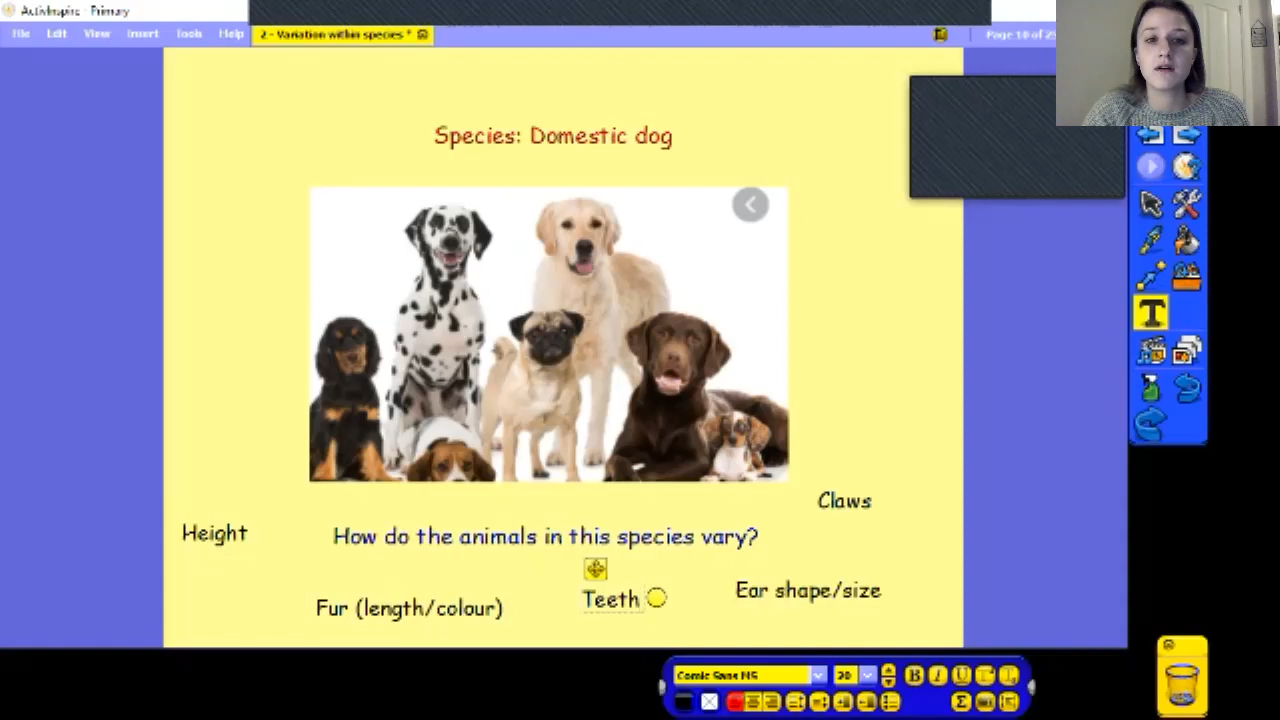 ActivInspire - Primary
File Edit View Insert Tools Help 2 - Variation within species *
Species: Domestic dog
Claws
Height
How do the animals in this species vary?
Teeth
Ear shape/size
Fur (length/colour)
Comic Sans MS 20
B I U
T
Σ